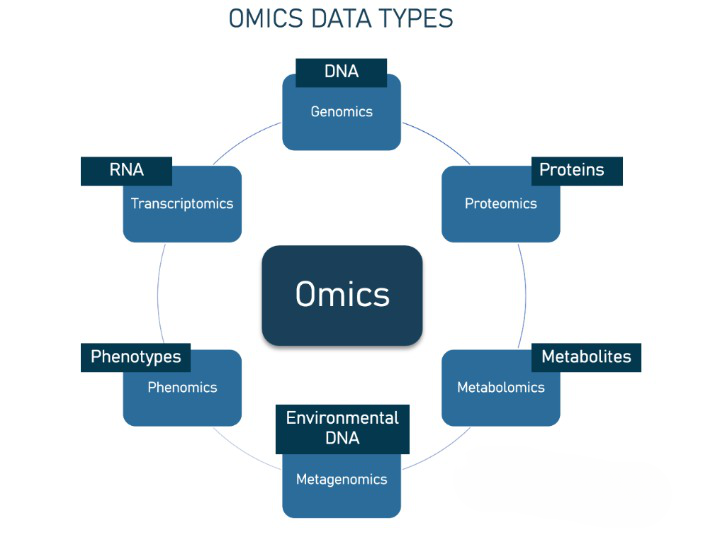 OMICS DATA TYPES
DNA
Genomics
RNA
Transcriptomics
Proteins
Proteomics
Omics
Phenotypes
Phenomics
Metabolites
Metabolomics
Environmental
DNA
Metagenomics